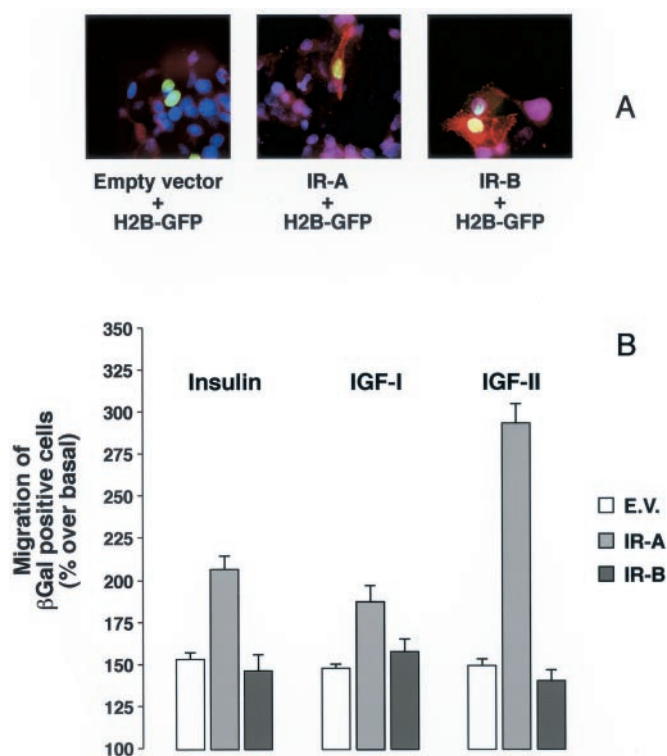 A
Empty vector
+
H2B-GFP
IR-A
+
H2B-GFP
IR-B
+
H2B-GFP
B
Migration of
βGal positive cells
(% over basal)
350
325
300
275
250
225
200
175
150
125
100
Insulin
IGF-I
IGF-II
E.V.
IR-A
IR-B